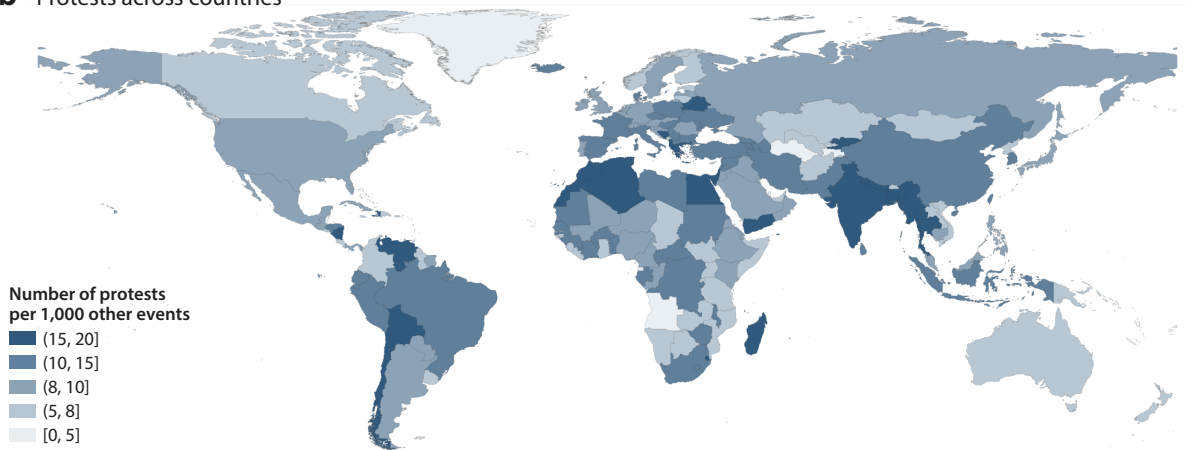 b Protests across countries
Number of protests
per 1,000 other events
(15, 20]
(10, 15]
(8, 10]
(5, 8]
[0, 5]